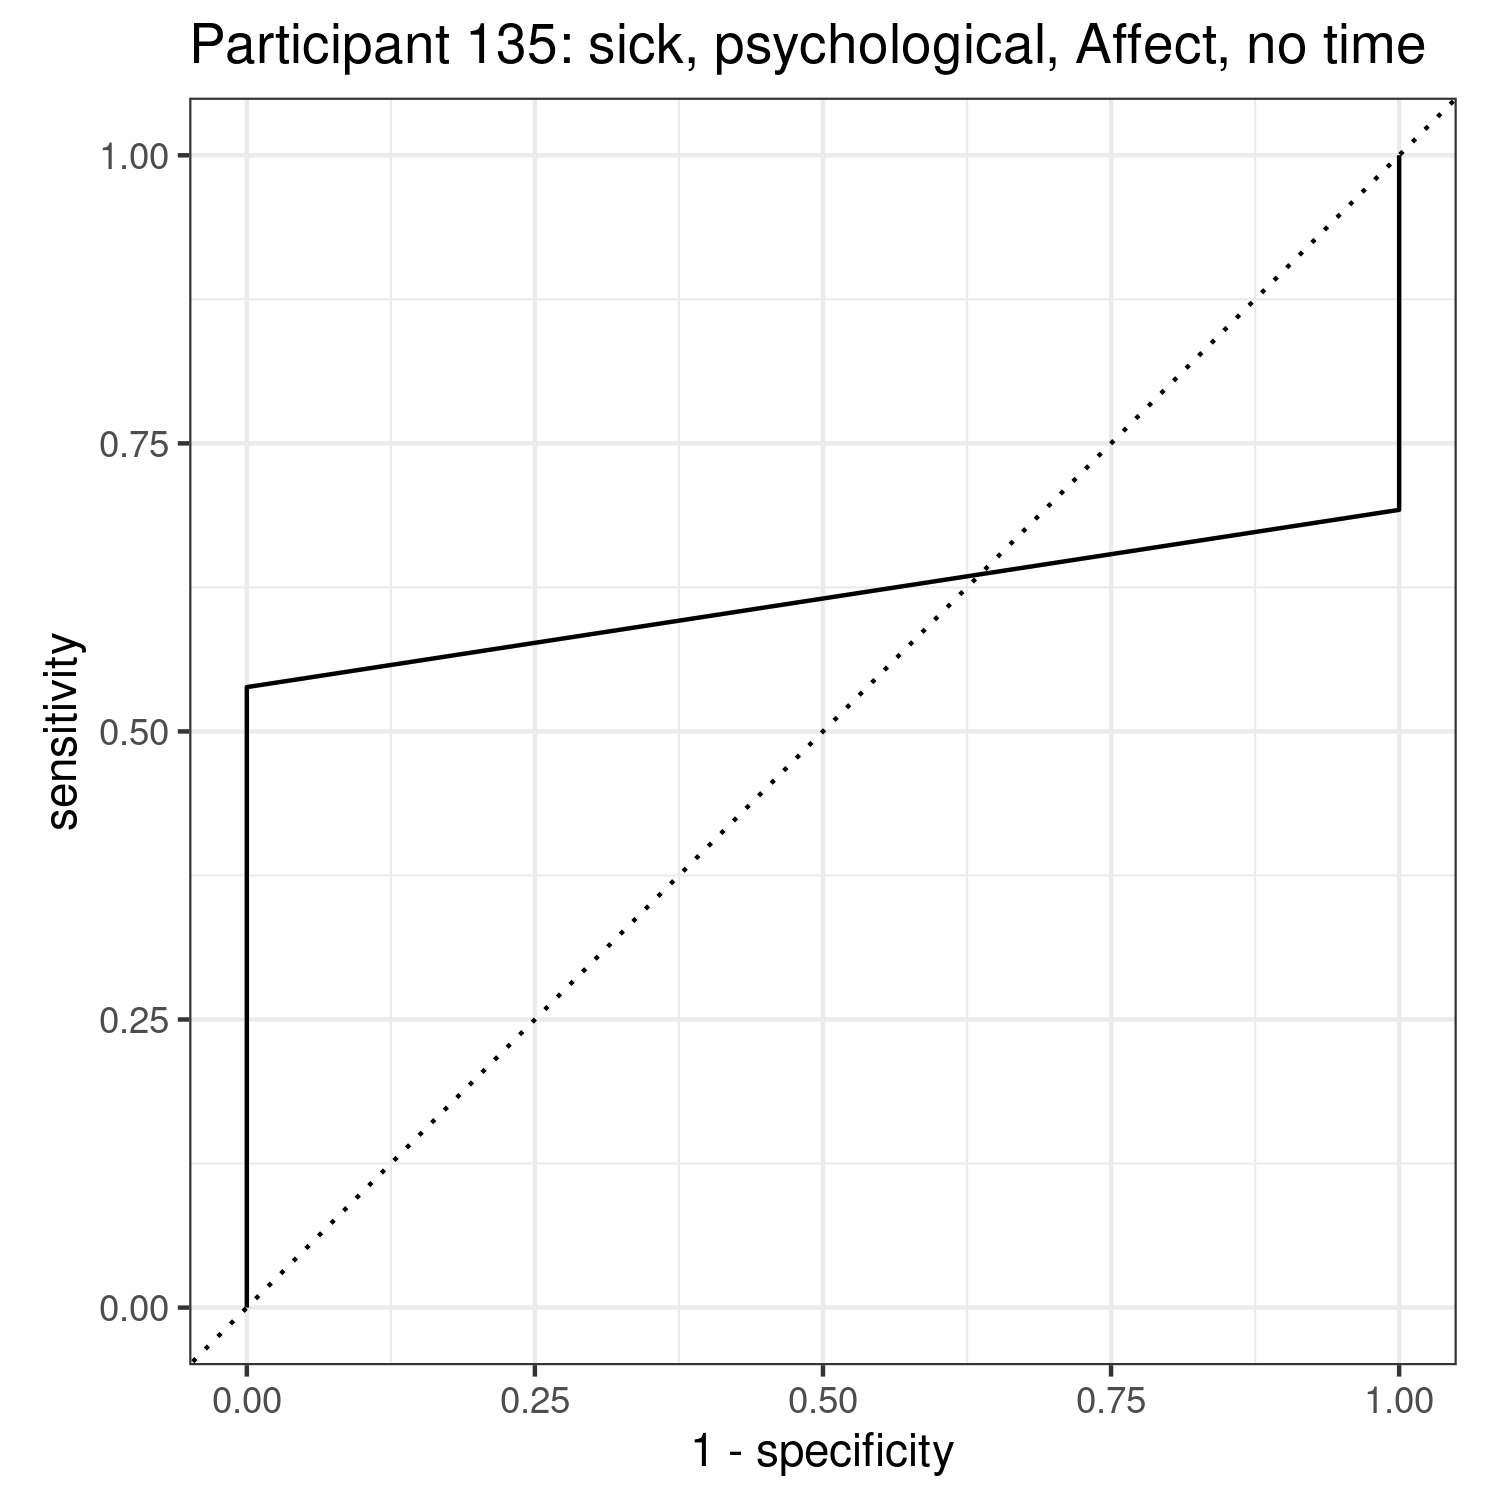 Participant 135: sick, psychological, Affect, no time
1.00
0.75
0.50
0.25
0.00
sensitivity
0.00 0.25 0.50 0.75 1.00
1 - specificity